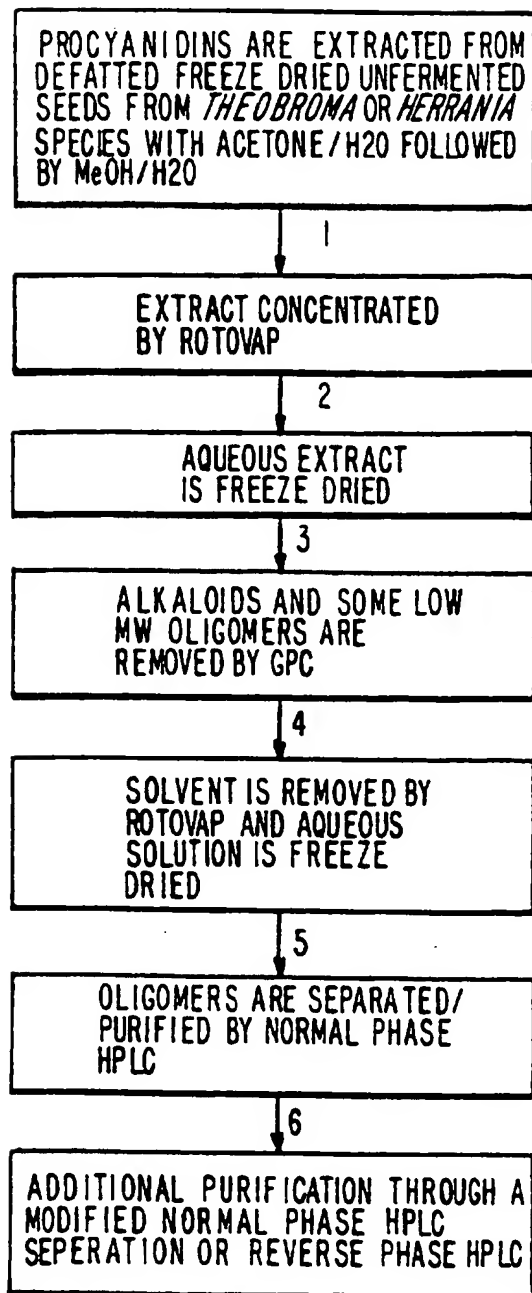 PROCYANIDINS ARE EXTRACTED FROM
DEFATTED FREEZE DRIED UNFERMENTED
SEEDS FROM THEOBROMA OR HERRANIA
SPECIES WITH ACETONE/H2O FOLLOWED
BY MeOH/H2O
1
EXTRACT CONCENTRATED
BY ROTOVAP
2
AQUEOUS EXTRACT
IS FREEZE DRIED
3
ALKALOIDS AND SOME LOW
MW OLIGOMERS ARE
REMOVED BY GPC
4
SOLVENT IS REMOVED BY
ROTOVAP AND AQUEOUS
SOLUTION IS FREEZE
DRIED
5
OLIGOMERS ARE SEPARATED/
PURIFIED BY NORMAL PHASE
HPLC
6
ADDITIONAL PURIFICATION THROUGH A
MODIFIED NORMAL PHASE HPLC
SEPERATION OR REVERSE PHASE HPLC